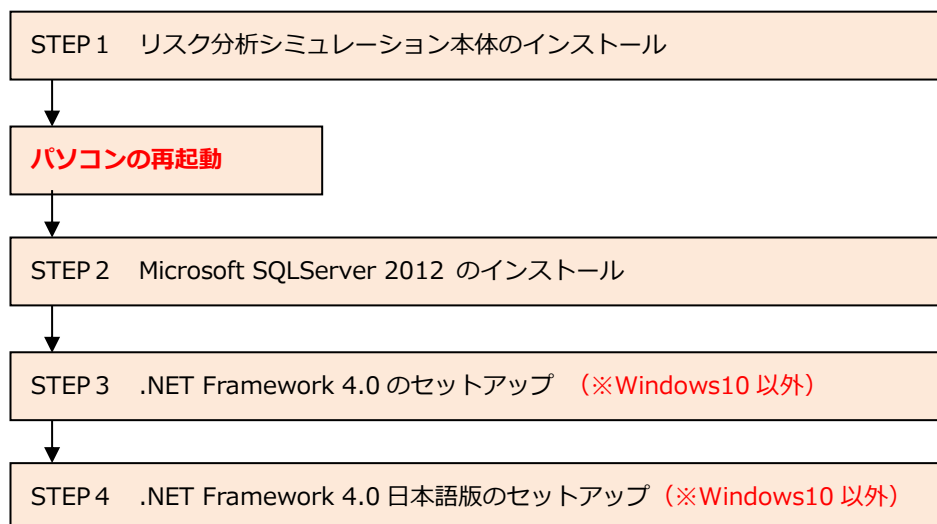 STEP１　リスク分析シミュレーション本体のインストール
パソコンの再起動
STEP２　Microsoft SQLServer 2012 のインストール
STEP３　.NET Framework 4.0 のセットアップ　（※Windows10 以外）
STEP４　.NET Framework 4.0 日本語版のセットアップ（※Windows10 以外）